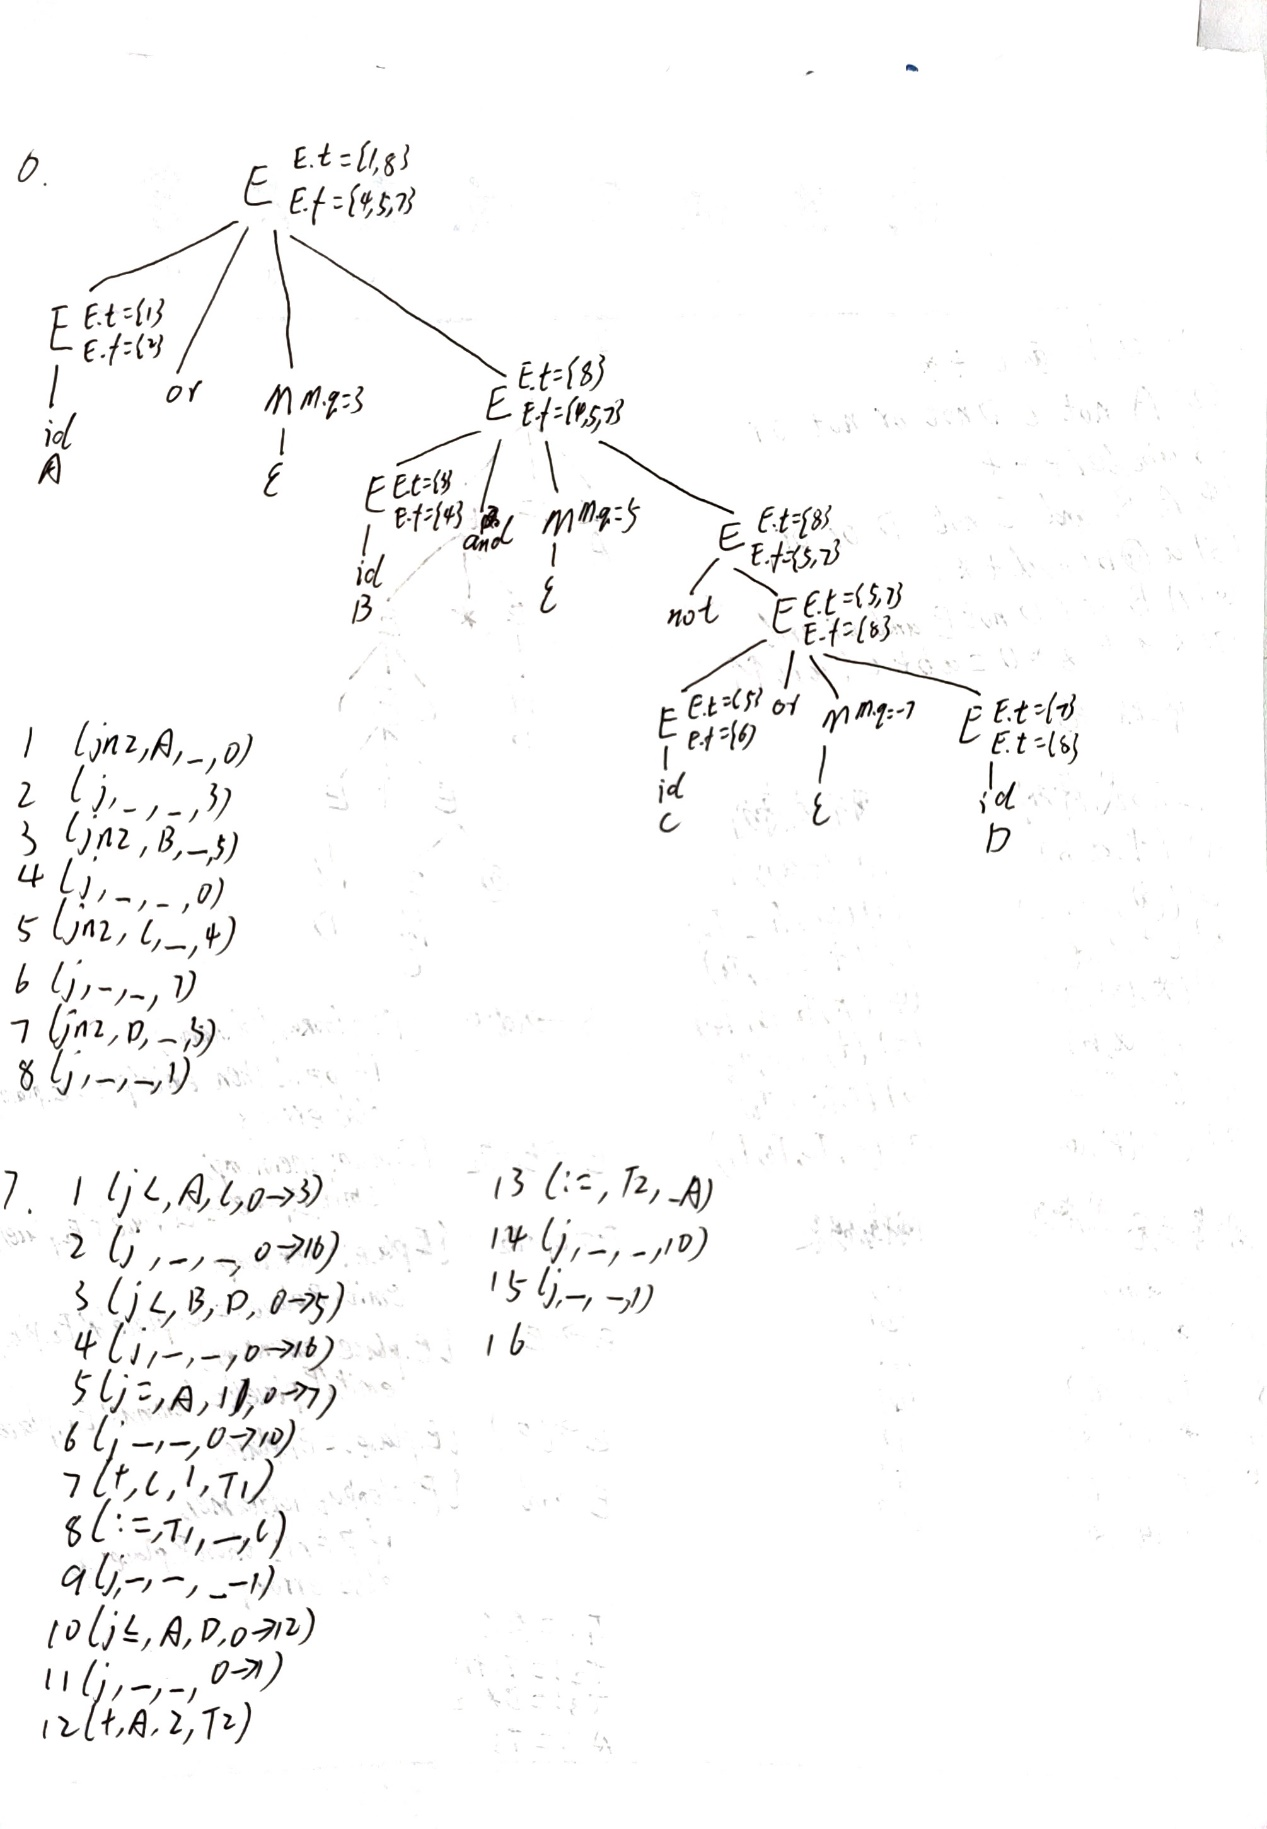 0.
E E.t={1,8}
E.f={4,5,7}
E E.t={1}
E.f={2}
or
M M.q=3
E E.t={8}
E.f={4,5,7}
id
A
ε
E E.t={3}
E.f={4}
and
M M.q=5
E E.t={8}
E.f={5,7}
id
B
ε
not
E E.t={5,7}
E.f={8}
E E.t={5}
E.f={6}
or
M M.q=7
E E.t={7}
E.t={8}
id
C
ε
id
D
1 (jnz,A,_,0)
2 (j,_,_,3)
3 (jnz,B,_,5)
4 (j,_,_,0)
5 (jnz,C,_,4)
6 (j,_,_,7)
7 (jnz,D,_,5)
8 (j,_,_,1)
7. 1 (j<,A,C,0→3)
2 (j,_,_,0→16)
3 (j<,B,D,0→5)
4 (j,_,_,0→16)
5 (j=,A,1,0→7)
6 (j_,_,0→10)
7 (+,C,1,T1)
8 (:=,T1,_,C)
9 (j,_,_,_1)
10 (j≤,A,D,0→12)
11 (j,_,_,0→1)
12 (+,A,2,T2)
13 (:=,T2,_A)
14 (j,_,_,10)
15 (j,_,_,1)
16